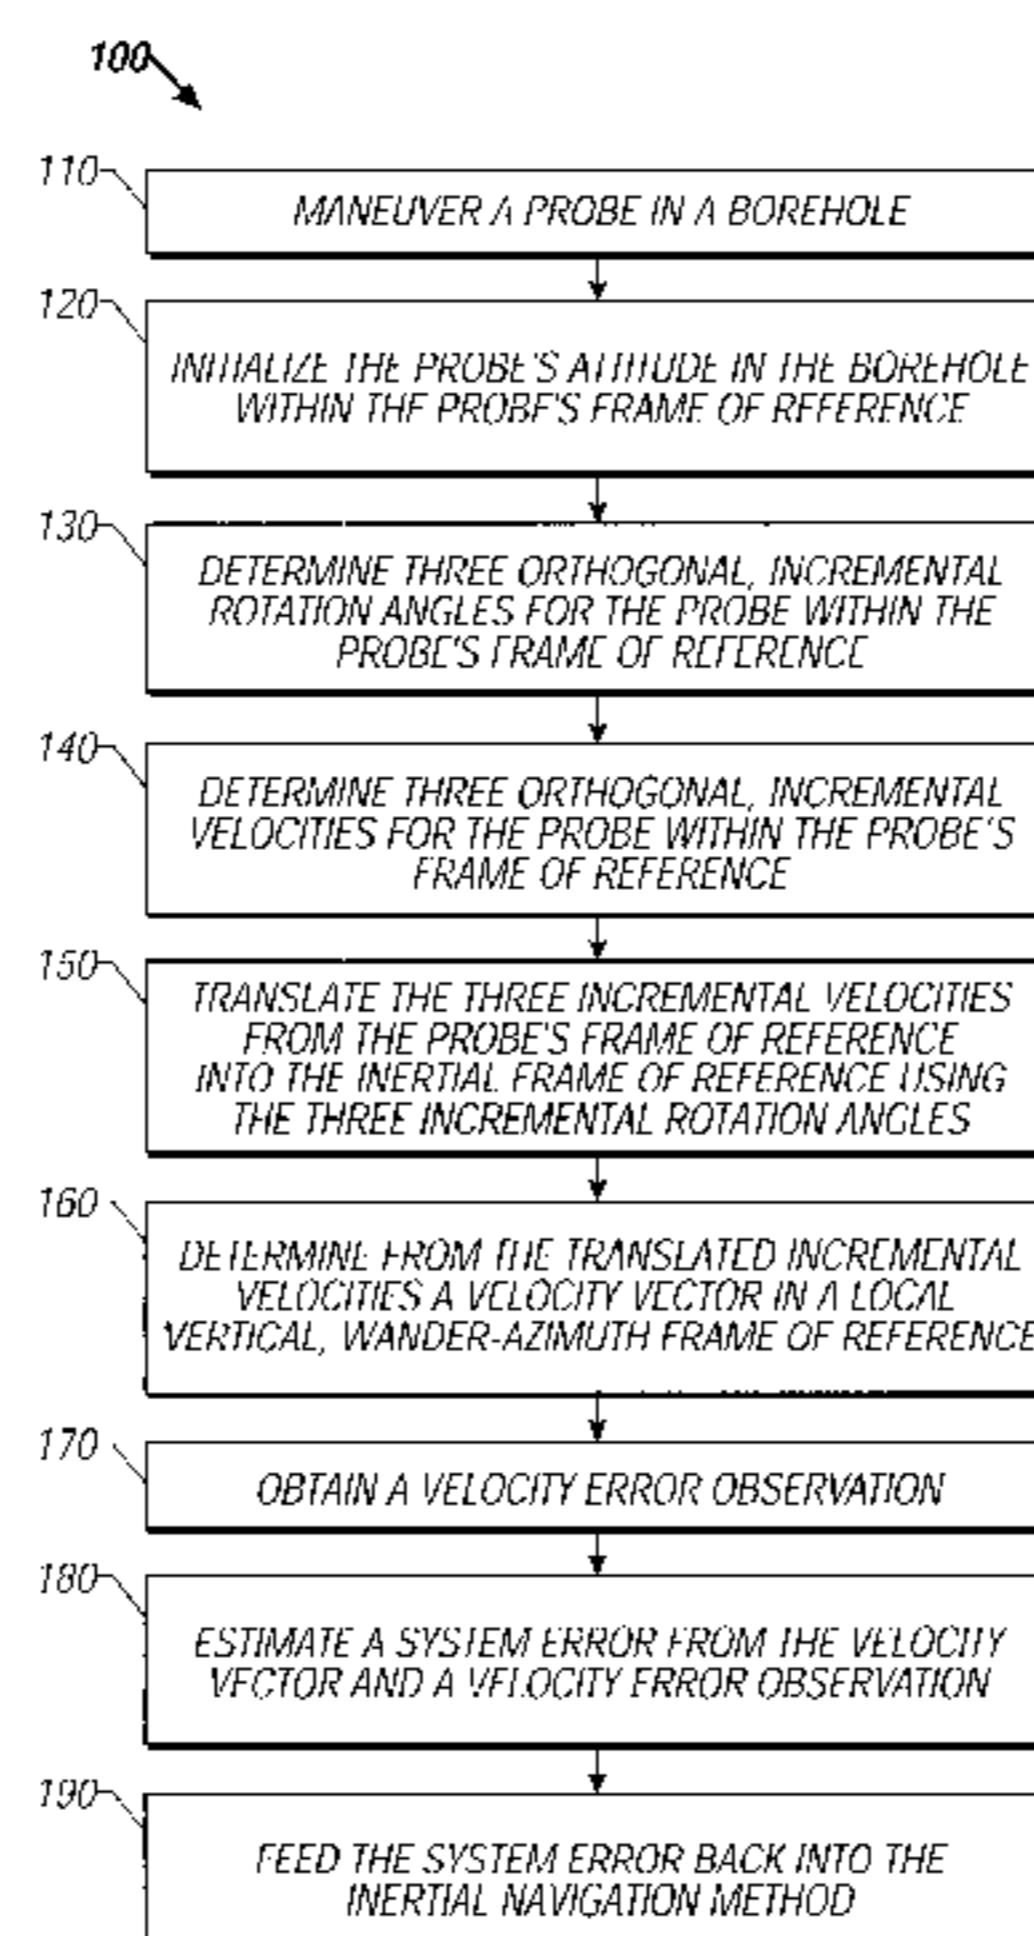 100
110
MANEUVER A PROBE IN A BOREHOLE
120
INITIALIZE THE PROBE'S ATTITUDE IN THE BOREHOLE
WITHIN THE PROBE'S FRAME OF REFERENCE
130
DETERMINE THREE ORTHOGONAL, INCREMENTAL
ROTATION ANGLES FOR THE PROBE WITHIN THE
PROBE'S FRAME OF REFERENCE
140
DETERMINE THREE ORTHOGONAL, INCREMENTAL
VELOCITIES FOR THE PROBE WITHIN THE PROBE'S
FRAME OF REFERENCE
150
TRANSLATE THE THREE INCREMENTAL VELOCITIES
FROM THE PROBE'S FRAME OF REFERENCE
INTO THE INERTIAL FRAME OF REFERENCE USING
THE THREE INCREMENTAL ROTATION ANGLES
160
DETERMINE FROM THE TRANSLATED INCREMENTAL
VELOCITIES A VELOCITY VECTOR IN A LOCAL
VERTICAL, WANDER-AZIMUTH FRAME OF REFERENCE
170
OBTAIN A VELOCITY ERROR OBSERVATION
180
ESTIMATE A SYSTEM ERROR FROM THE VELOCITY
VECTOR AND A VELOCITY ERROR OBSERVATION
190
FEED THE SYSTEM ERROR BACK INTO THE
INERTIAL NAVIGATION METHOD